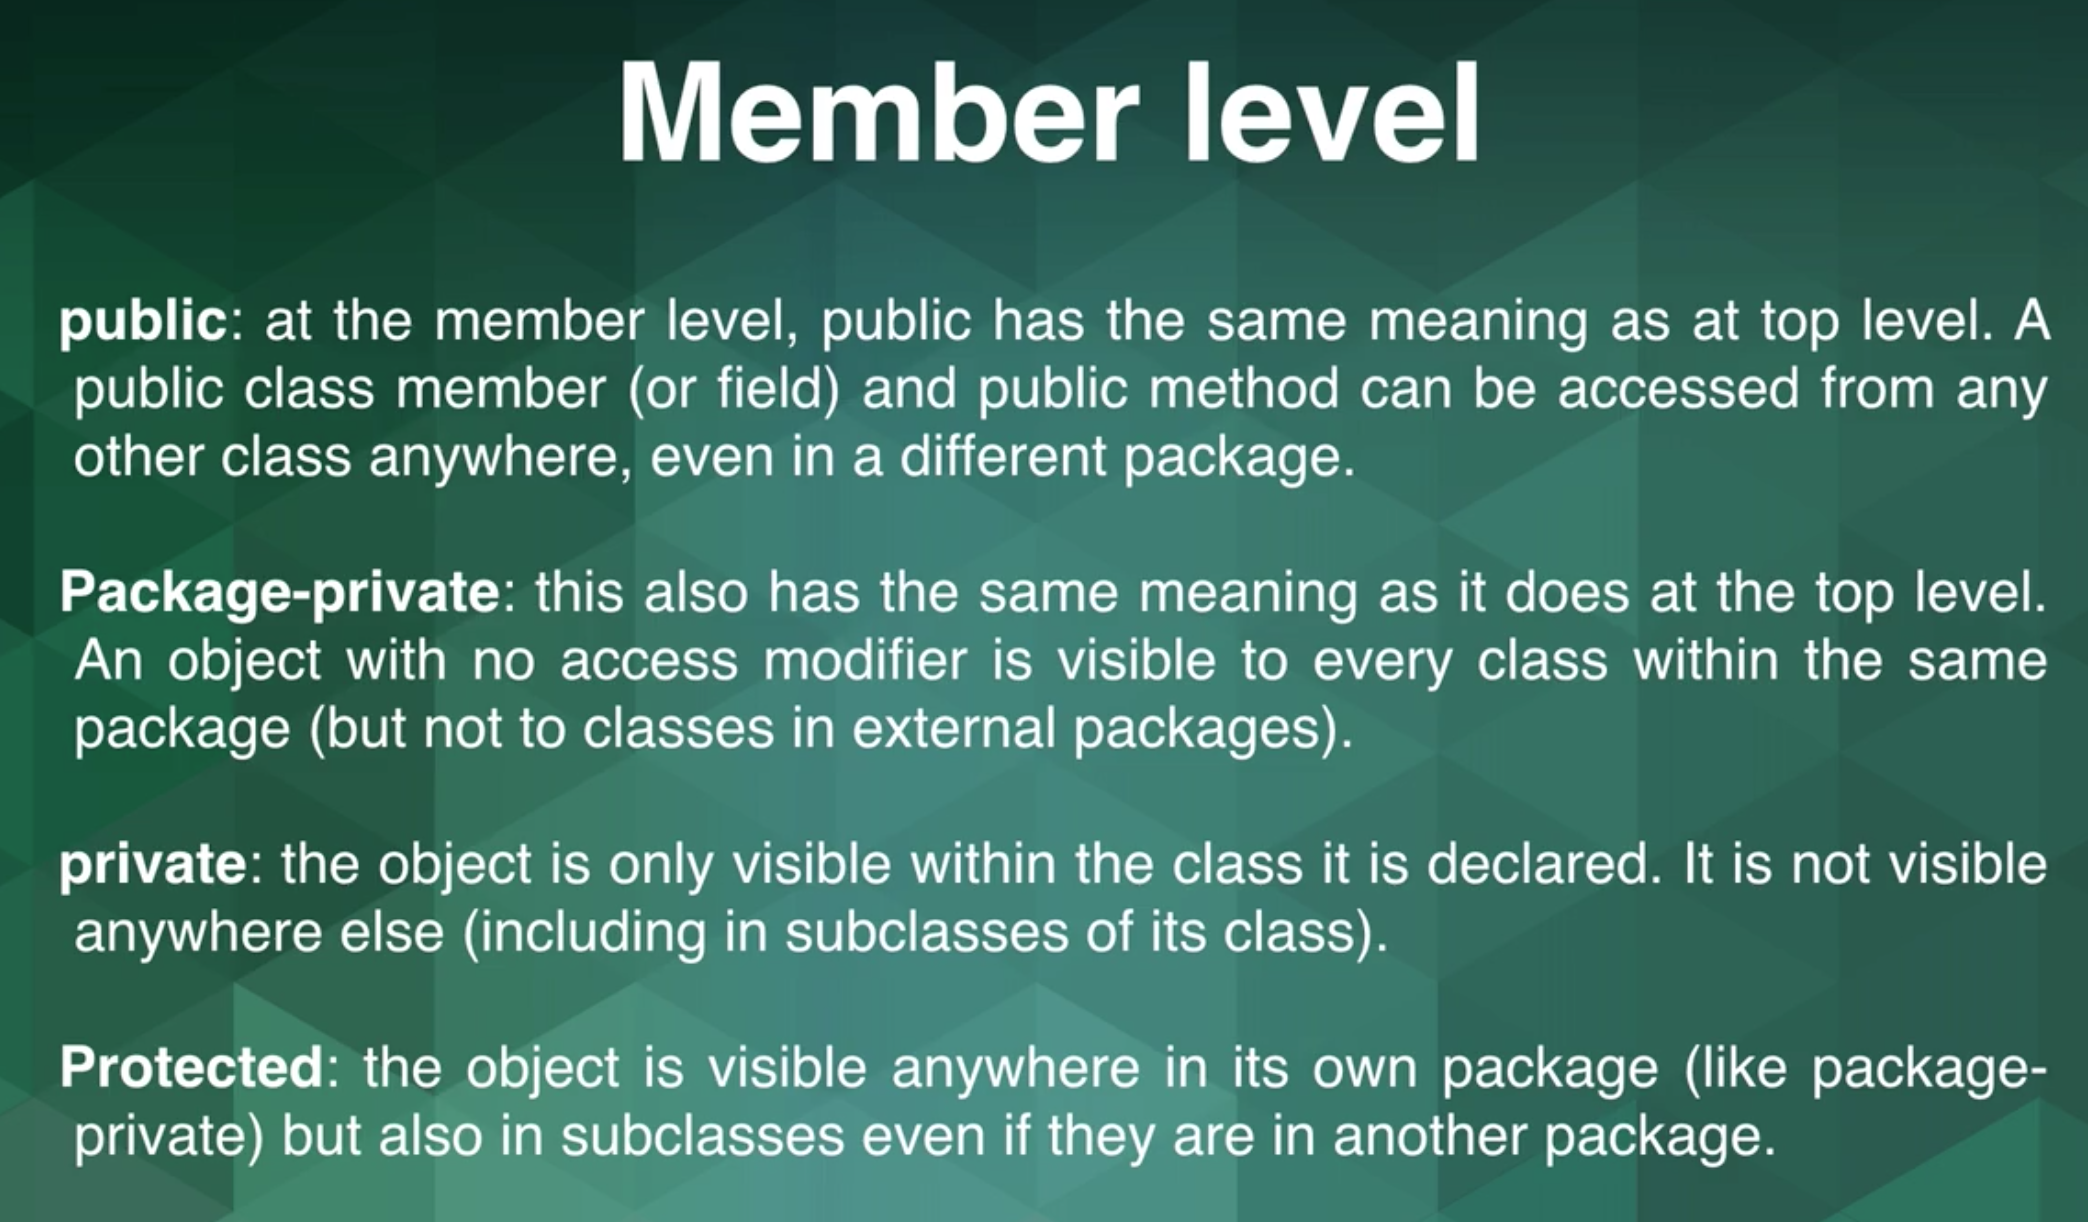 Member level
public: at the member level, public has the same meaning as at top level. A
public class member (or field) and public method can be accessed from any
other class anywhere, even in a different package.
Package-private: this also has the same meaning as it does at the top level.
An object with no access modifier is visible to every class within the same
package (but not to classes in external packages).
private: the object is only visible within the class it is declared. It is not visible
anywhere else (including in subclasses of its class).
Protected: the object is visible anywhere in its own package (like package-
private) but also in subclasses even if they are in another package.